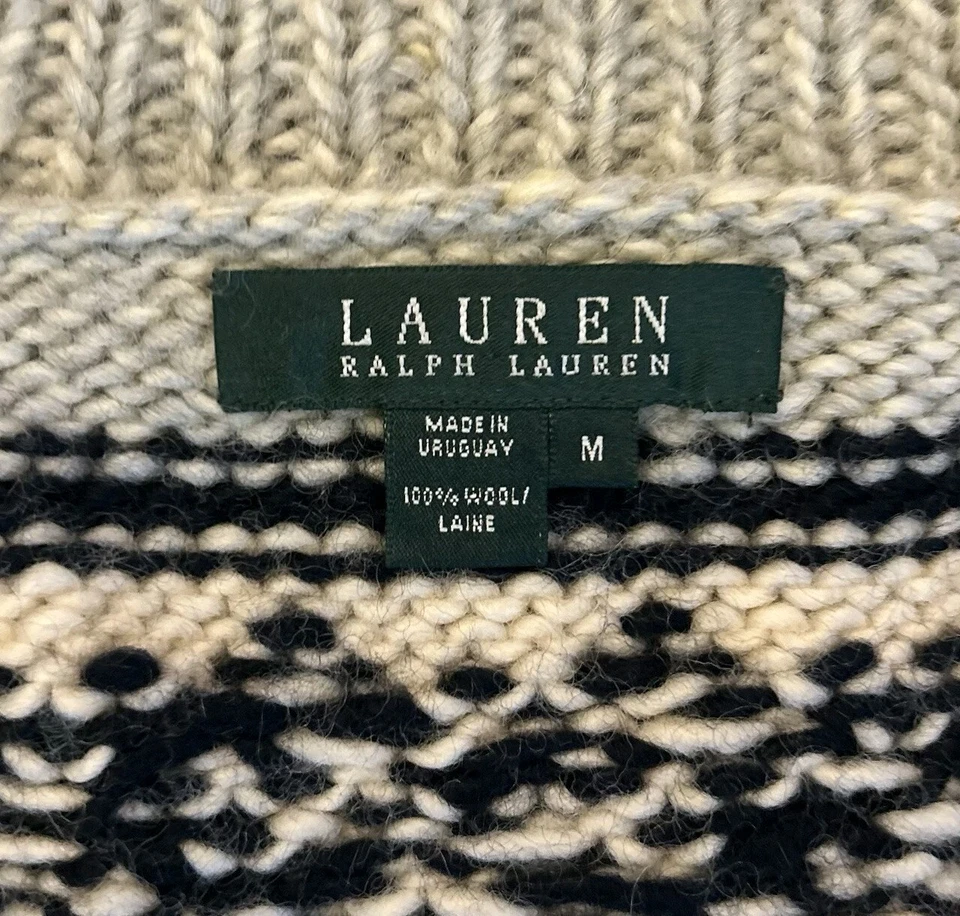 LAUREN
RALPH LAUREN
MADE IN
URUGUAY
M
100% WOOL/
LAINE